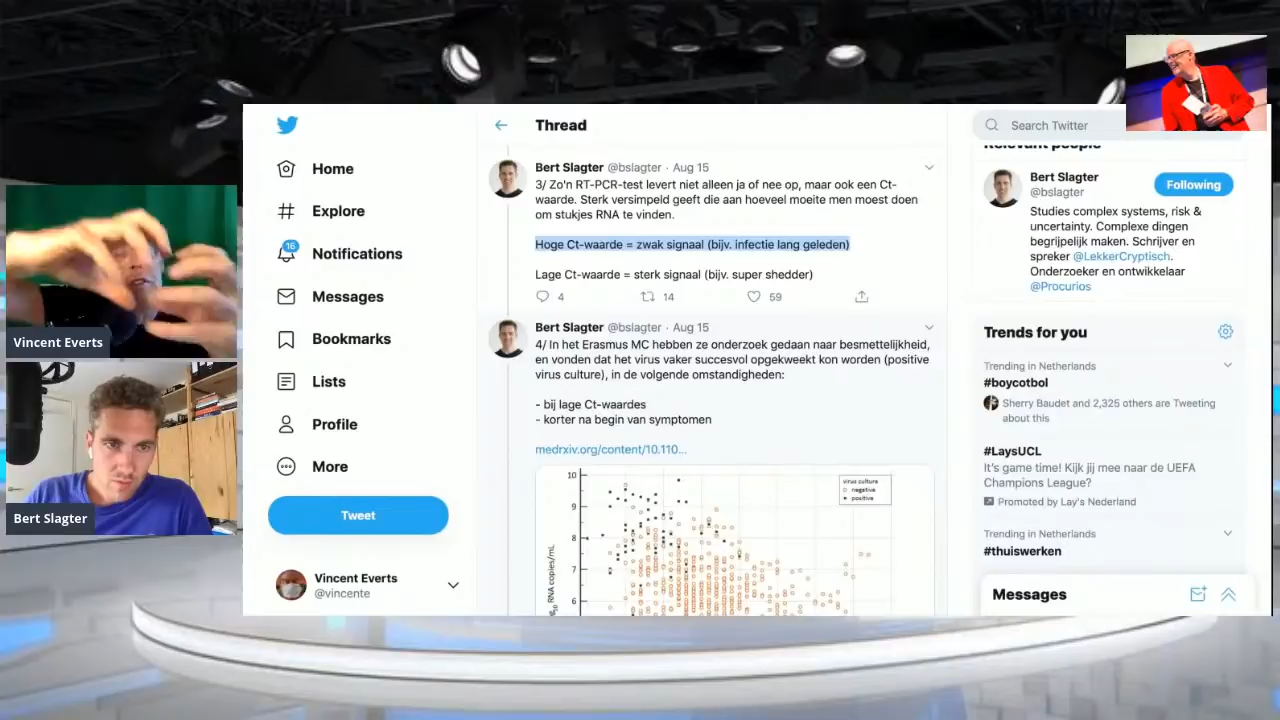 Vincent Everts
Bert Slagter
Home
Explore
16
Notifications
Messages
Bookmarks
Lists
Profile
More
Tweet
Vincent Everts
@vincente
Thread
Bert Slagter @bslagter · Aug 15
3/ Zo'n RT-PCR-test levert niet alleen ja of nee op, maar ook een Ct-
waarde. Sterk versimpeld geeft die aan hoeveel moeite men moest doen
om stukjes RNA te vinden.
Hoge Ct-waarde = zwak signaal (bijv. infectie lang geleden)
Lage Ct-waarde = sterk signaal (bijv. super shedder)
4 14 59
Bert Slagter @bslagter · Aug 15
4/ In het Erasmus MC hebben ze onderzoek gedaan naar besmettelijkheid,
en vonden dat het virus vaker succesvol opgekweekt kon worden (positive
virus culture), in de volgende omstandigheden:
- bij lage Ct-waardes
- korter na begin van symptomen
medrxiv.org/content/10.110...
virus culture
negative
positive
10
9
8
7
6
RNA copies/mL
Search Twitter
Relevant people
Bert Slagter
@bslagter
Following
Studies complex systems, risk &
uncertainty. Complexe dingen
begrijpelijk maken. Schrijver en
spreker @LekkerCryptisch.
Onderzoeker en ontwikkelaar
@Procurios
Trends for you
Trending in Netherlands
#boycotbol
Sherry Baudet and 2,325 others are Tweeting
about this
#LaysUCL
It's game time! Kijk jij mee naar de UEFA
Champions League?
Promoted by Lay's Nederland
Trending in Netherlands
#thuiswerken
Messages